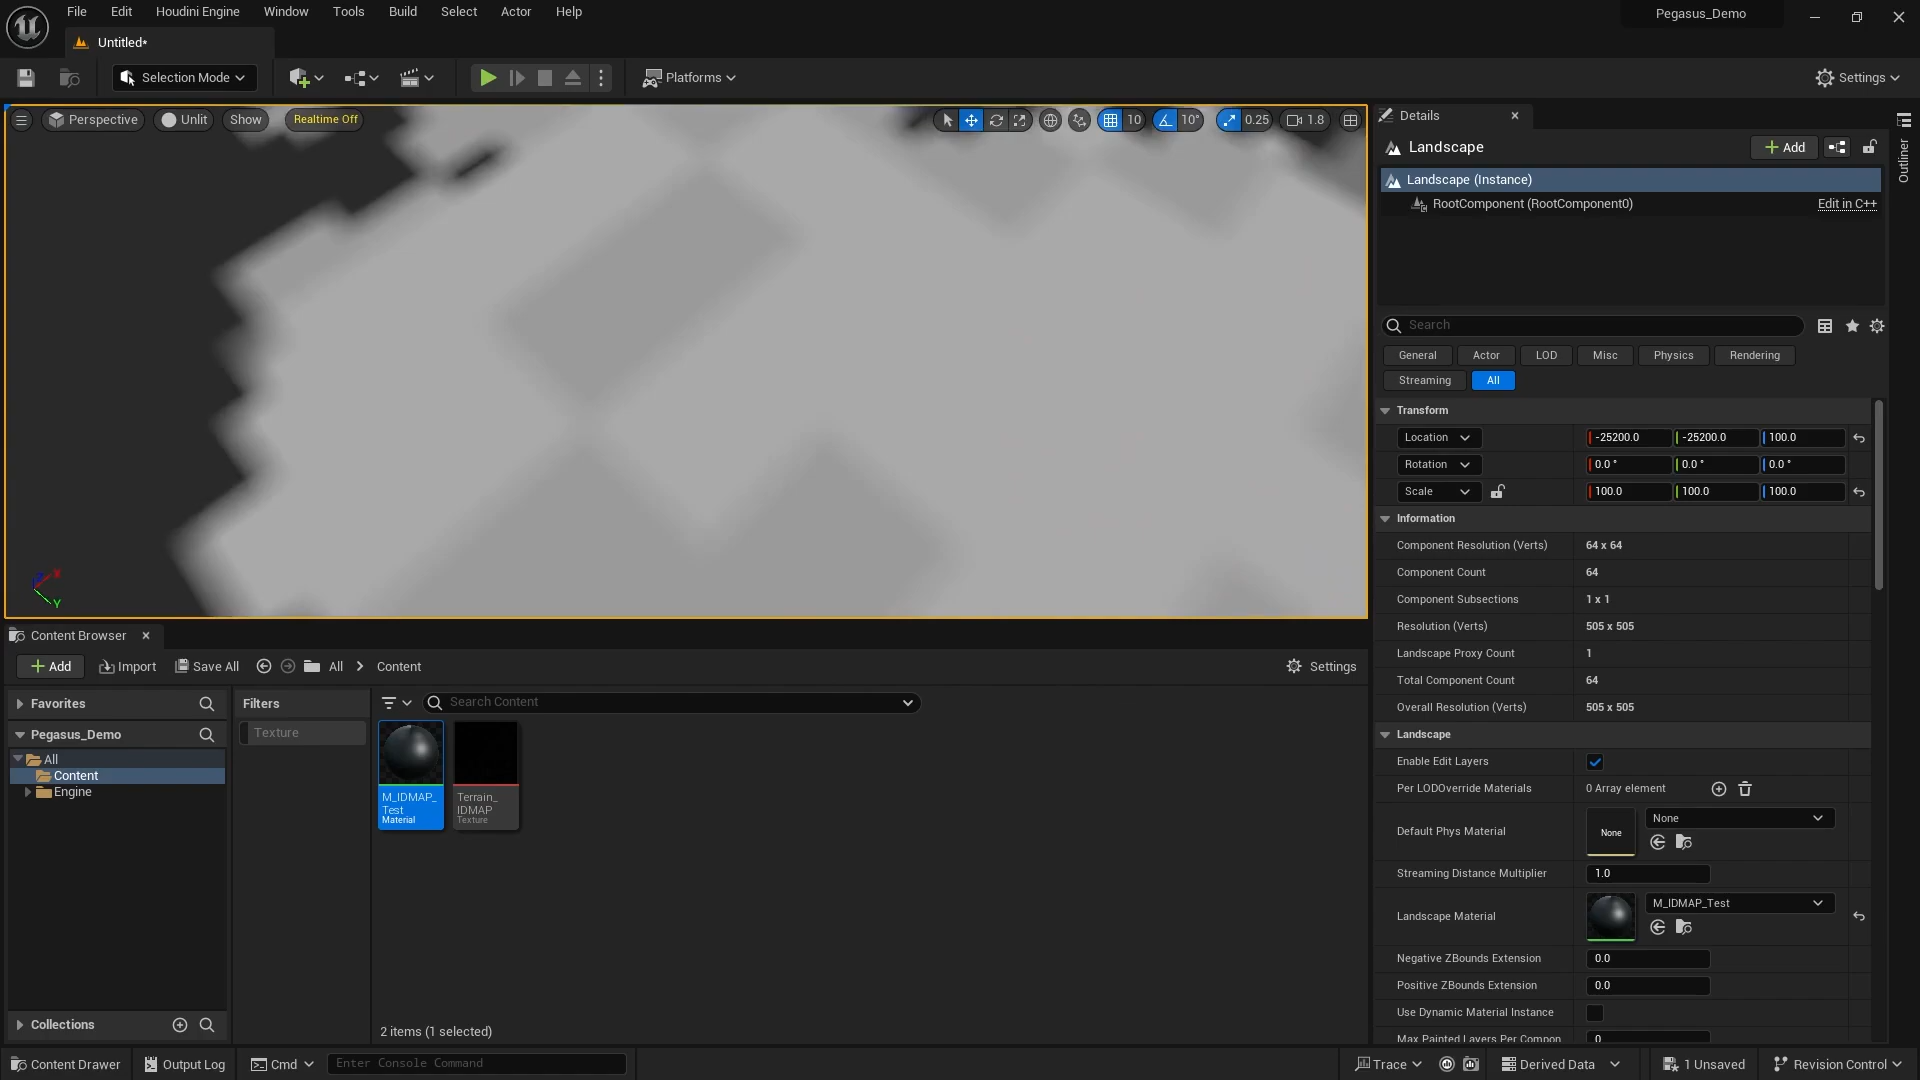 File Edit Houdini Engine Window Tools Build Select Actor Help
Pegasus_Demo
Untitled*
Selection Mode
Platforms
Settings
Perspective Unlit Show Realtime Off
10 10° 0.25 1.8
X
Y
Details
Landscape
Add
Landscape (Instance)
RootComponent (RootComponent0) Edit in C++
Outliner
Search
General Actor LOD Misc Physics Rendering
Streaming All
Transform
Location -25200.0 -25200.0 100.0
Rotation 0.0 ° 0.0 ° 0.0 °
Scale 100.0 100.0 100.0
Information
Component Resolution (Verts) 64 x 64
Component Count 64
Component Subsections 1 x 1
Resolution (Verts) 505 x 505
Landscape Proxy Count 1
Total Component Count 64
Overall Resolution (Verts) 505 x 505
Landscape
Enable Edit Layers
Per LODOverride Materials 0 Array element
Default Phys Material None None
Streaming Distance Multiplier 1.0
Landscape Material M_IDMAP_Test
Negative ZBounds Extension 0.0
Positive ZBounds Extension 0.0
Use Dynamic Material Instance
Max Painted Layers Per Compon 0
Content Browser
Add Import Save All All Content Settings
Favorites
Filters
Search Content
Pegasus_Demo
Texture
All
Content
Engine
M_IDMAP_
Test
Material
Terrain_
IDMAP
Texture
Collections
2 items (1 selected)
Content Drawer Output Log Cmd Enter Console Command
Trace Derived Data 1 Unsaved Revision Control